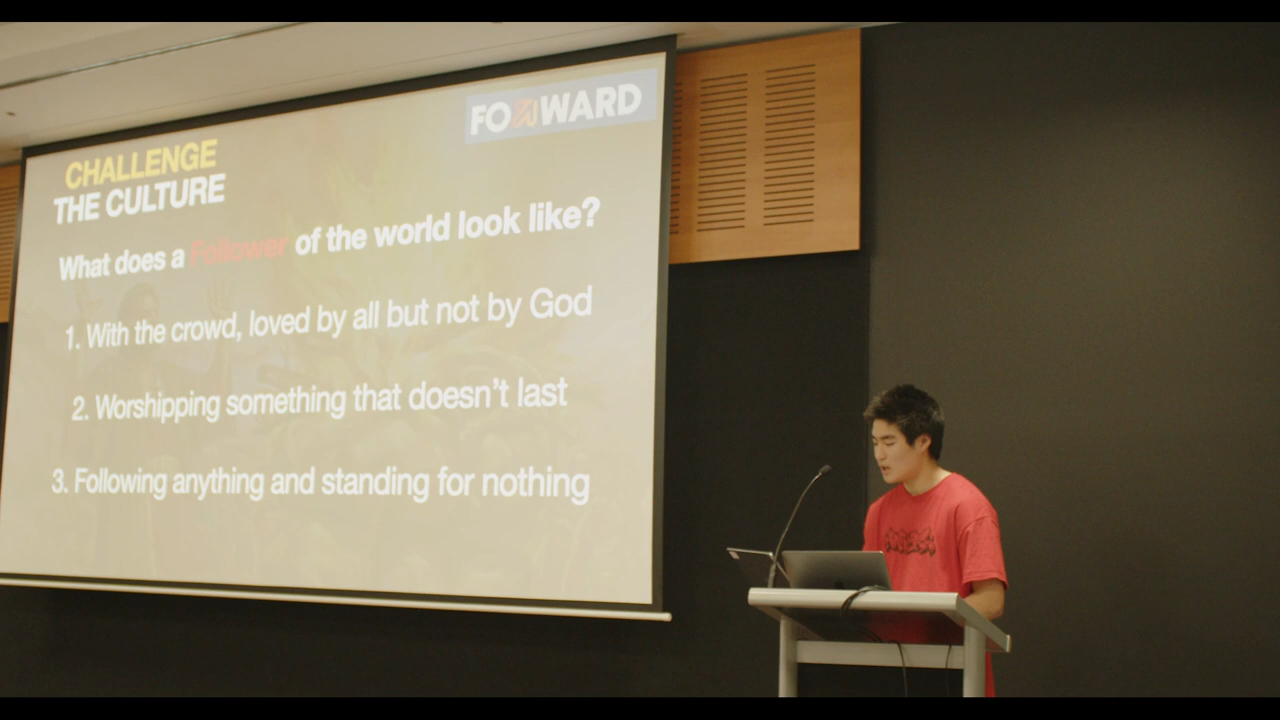 FORWARD
CHALLENGE
THE CULTURE
What does a Follower of the world look like?
1. With the crowd, loved by all but not by God
2. Worshipping something that doesn't last
3. Following anything and standing for nothing